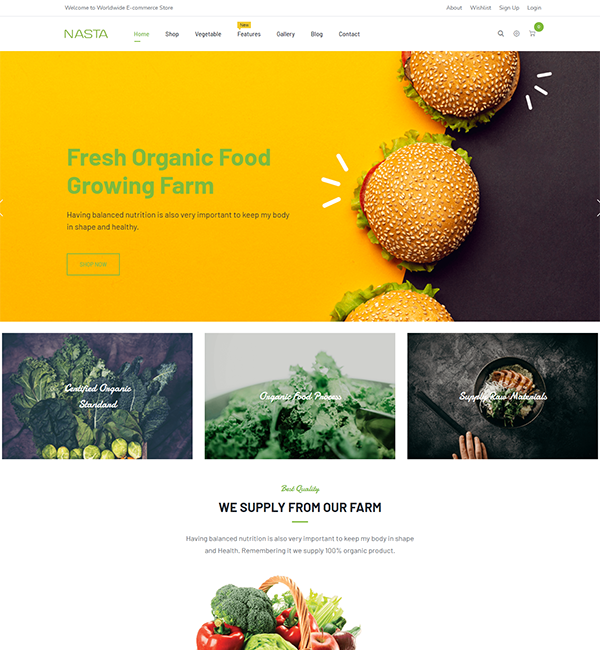 Welcome to Worldwide E-commerce Store
About Wishlist Sign Up Login
New
NASTA Home Shop Vegetable Features Gallery Blog Contact 0
Fresh Organic Food
Growing Farm
Having balanced nutrition is also very important to keep my body
in shape and healthy.
SHOP NOW
Certified Organic
Standard
Organic Food Process
Supply Raw Materials
Best Quality
WE SUPPLY FROM OUR FARM
Having balanced nutrition is also very important to keep my body in shape
and Health. Remembering it we supply 100% organic product.